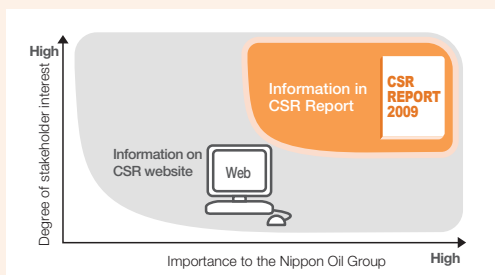 High
Degree of stakeholder interest
Information in
CSR Report
CSR
REPORT
2009
Information on
CSR website
Web
Importance to the Nippon Oil Group
High